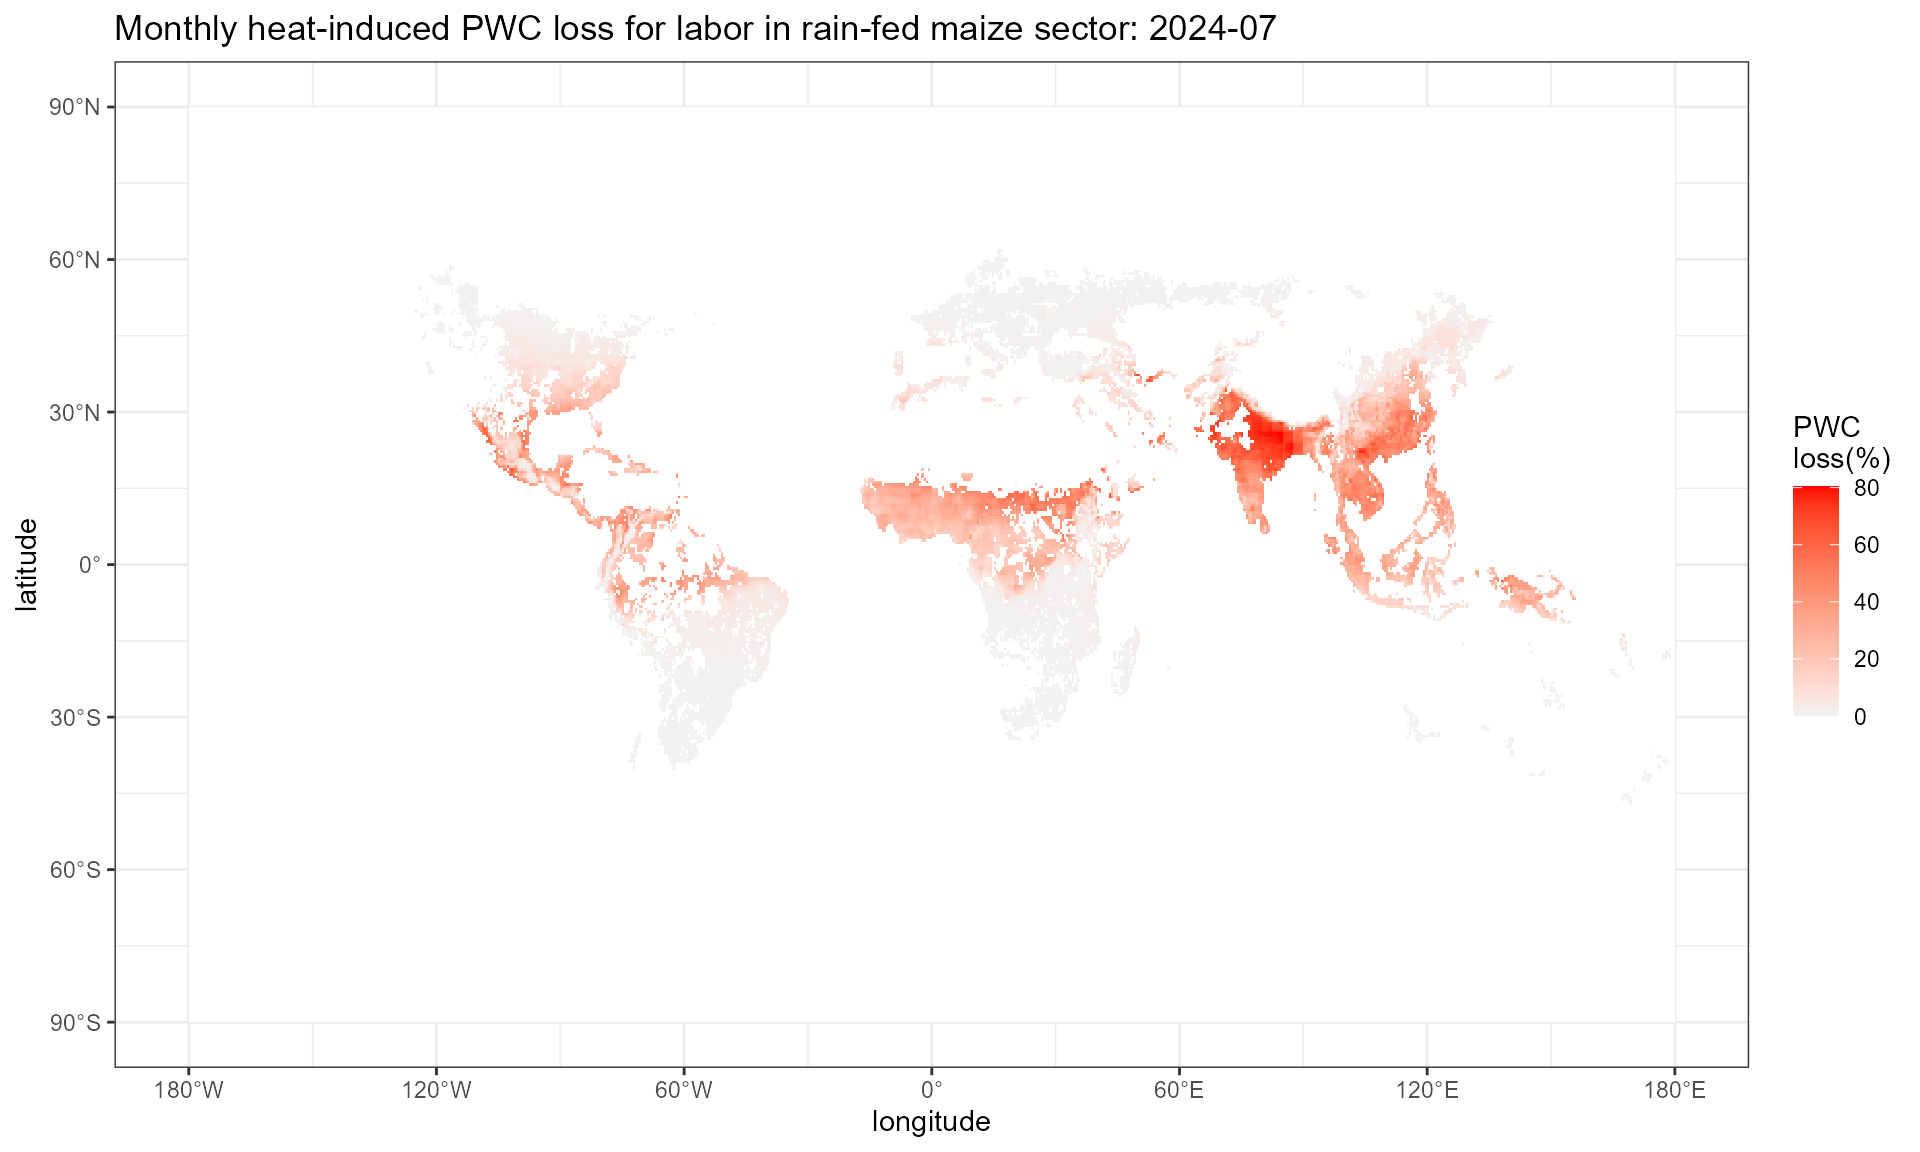 Monthly heat-induced PWC loss for labor in rain-fed maize sector: 2024-07
90°N
60°N
30°N
0°
30°S
60°S
90°S
latitude
180°W
120°W
60°W
0°
60°E
120°E
180°E
longitude
PWC
loss(%)
80
60
40
20
0